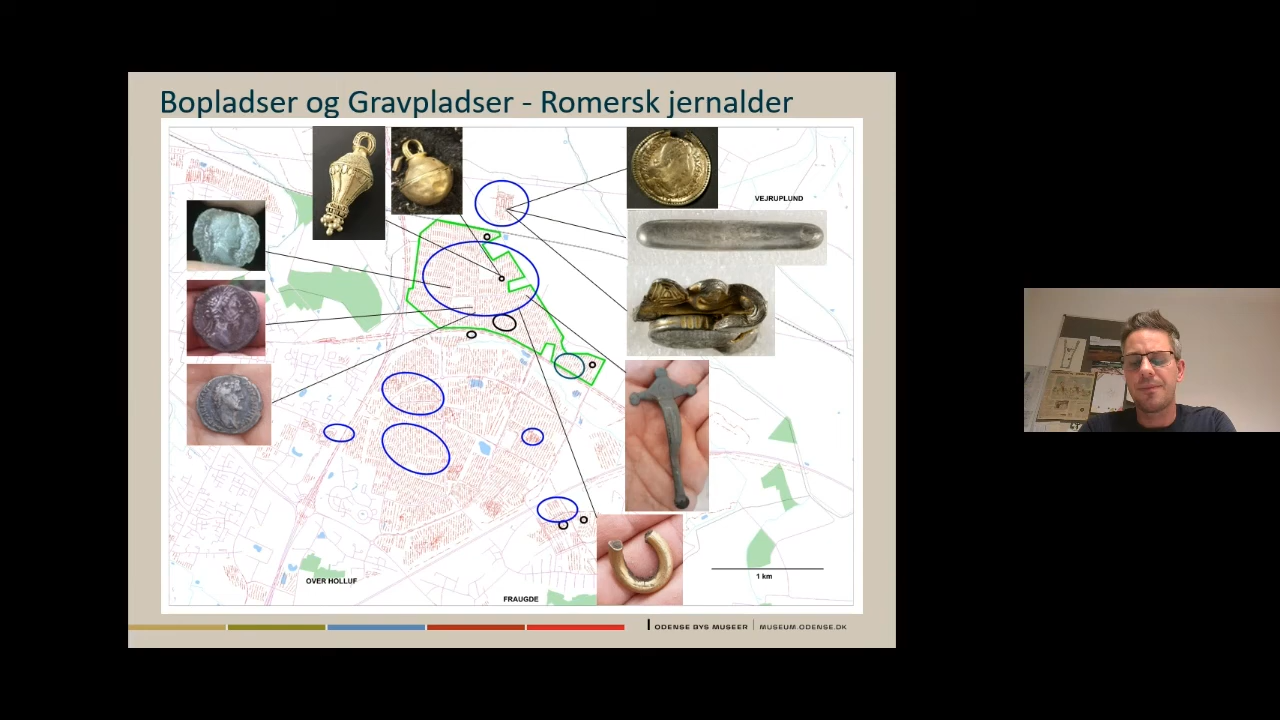 Bopladser og Gravpladser - Romersk jernalder
VEJRUPLUND
OVER HOLLUF
1 km
FRAUGDE
ODENSE BYS MUSEER | MUSEUM.ODENSE.DK